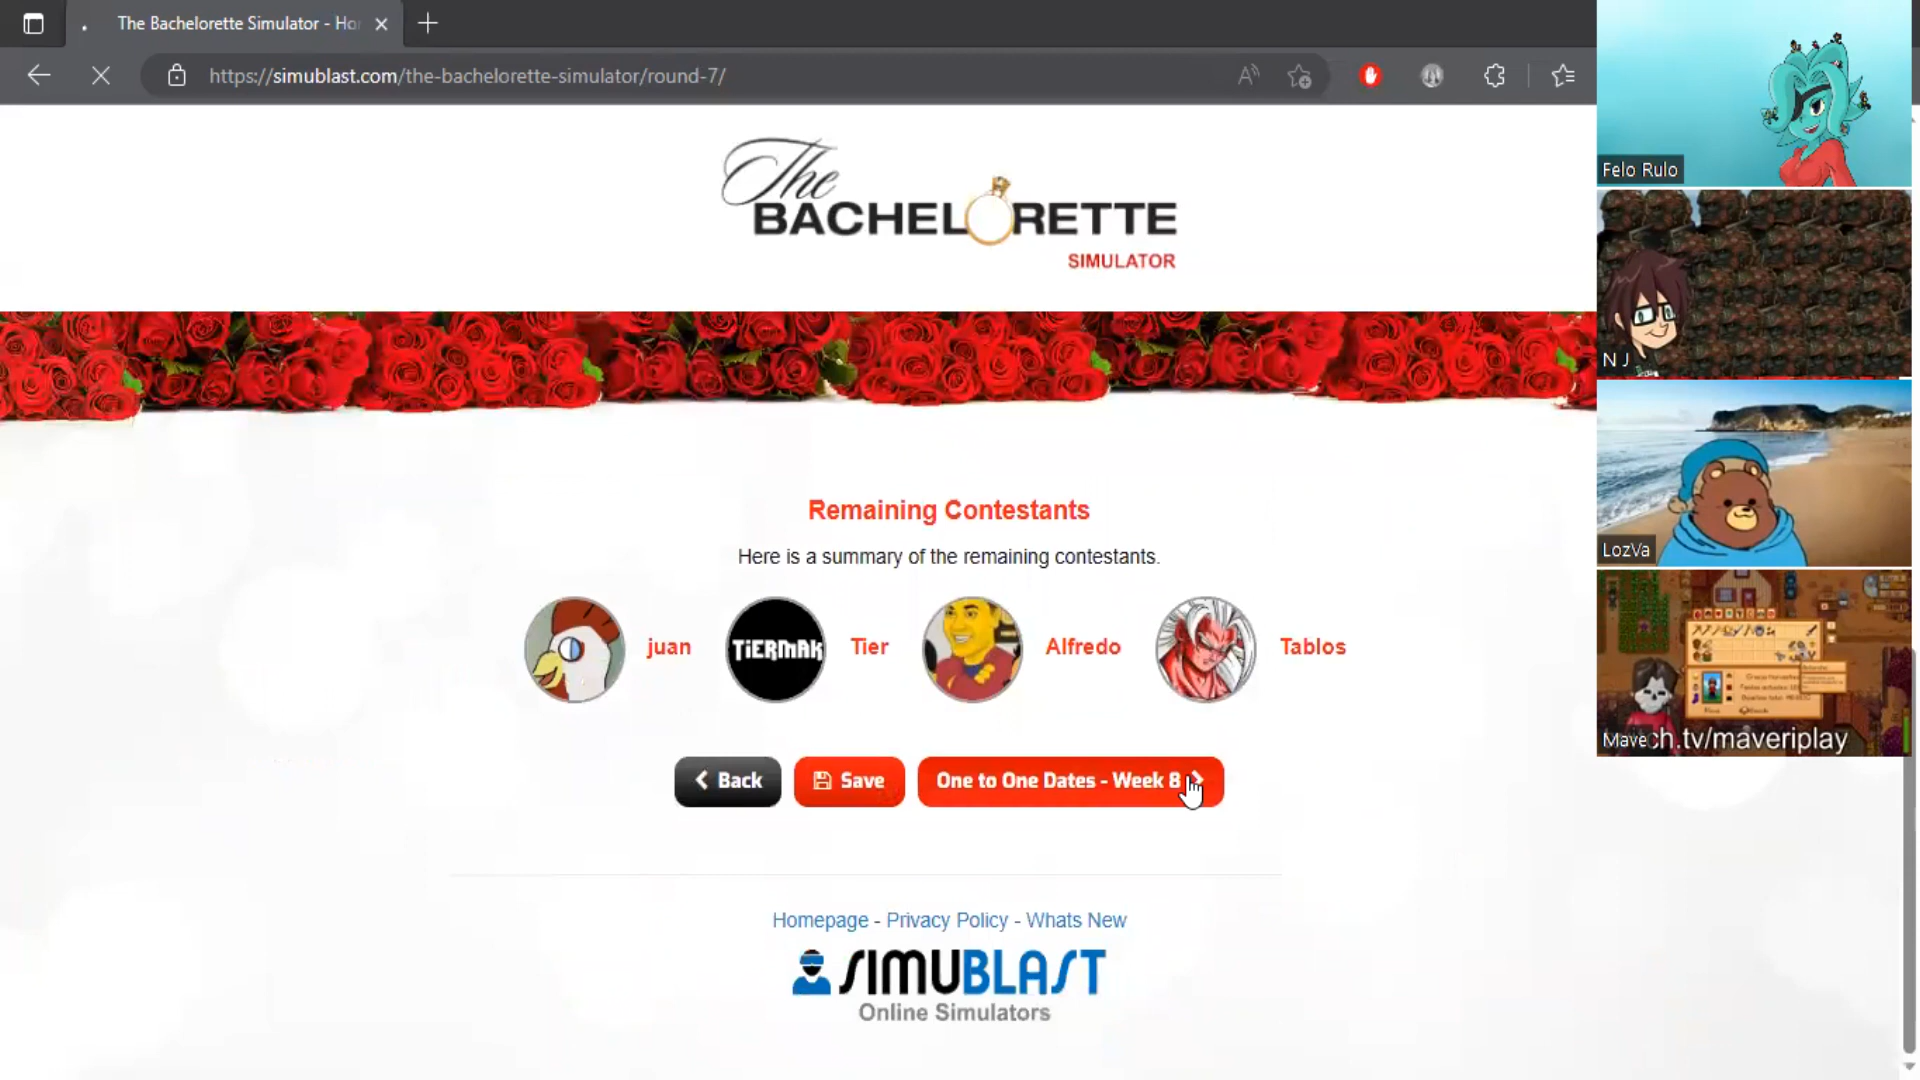 The Bachelorette Simulator - Ho
https://simublast.com/the-bachelorette-simulator/round-7/
The
BACHELORETTE
SIMULATOR
Remaining Contestants
Here is a summary of the remaining contestants.
juan
TiERMAK
Tier
Alfredo
Tablos
Back
Save
One to One Dates - Week 8
Homepage - Privacy Policy - Whats New
SIMUBLAST
Online Simulators
Felo Rulo
N J
LozVa
Mave
ch.tv/maveriplay